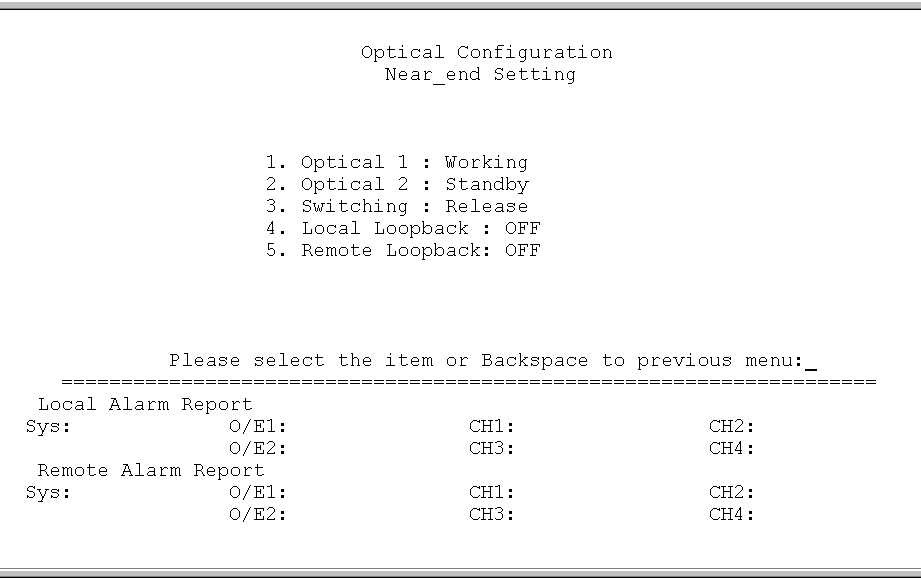 Optical Configuration
Near_end Setting
1. Optical 1 : Working
2. Optical 2 : Standby
3. Switching : Release
4. Local Loopback : OFF
5. Remote Loopback: OFF
Please select the item or Backspace to previous menu:_
====================================================================
Local Alarm Report
Sys: O/E1: CH1: CH2:
O/E2: CH3: CH4:
Remote Alarm Report
Sys: O/E1: CH1: CH2:
O/E2: CH3: CH4: